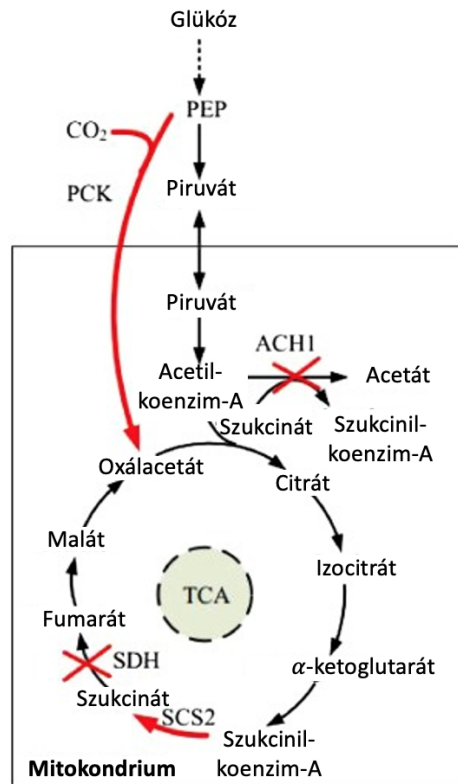 Glükóz
PEP
CO₂
PCK
Piruvát
Piruvát
ACH1
Acetil-
koenzim-A
Acetát
Szukcinát
Szukcinil-
koenzim-A
Oxálacetát
Citrát
Malát
Izocitrát
TCA
Fumarát
SDH
α-ketoglutarát
Szukcinát
SCS2
Szukcinil-
koenzim-A
Mitokondrium